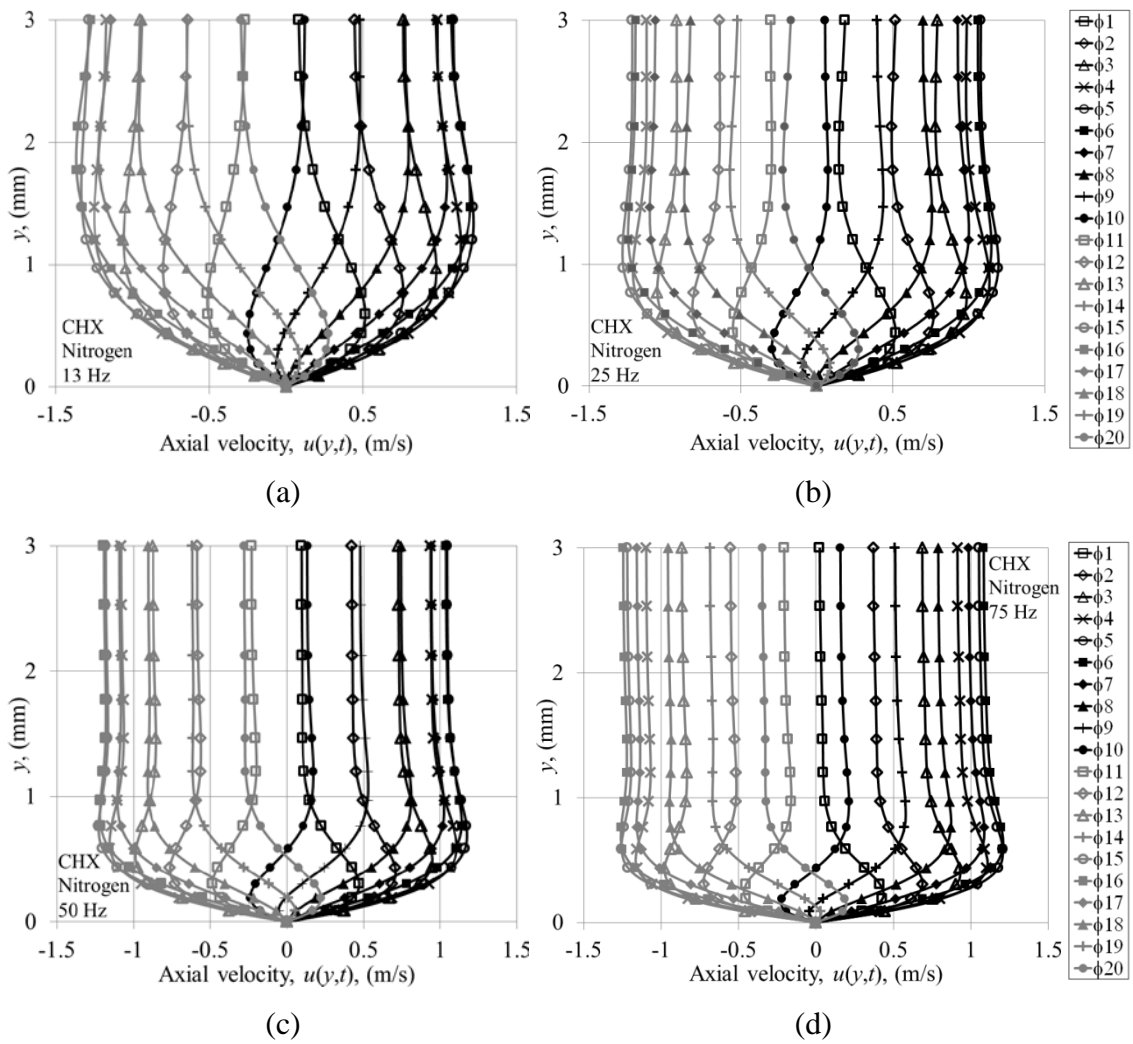 3
2
1
0
y, (mm)
CHX
Nitrogen
13 Hz
-1.5 -1 -0.5 0 0.5 1 1.5
Axial velocity, u(y,t), (m/s)
(a)
3
2
1
0
y, (mm)
CHX
Nitrogen
25 Hz
-1.5 -1 -0.5 0 0.5 1 1.5
Axial velocity, u(y,t), (m/s)
(b)
ϕ1
ϕ2
ϕ3
ϕ4
ϕ5
ϕ6
ϕ7
ϕ8
ϕ9
ϕ10
ϕ11
ϕ12
ϕ13
ϕ14
ϕ15
ϕ16
ϕ17
ϕ18
ϕ19
ϕ20
3
2
1
0
y, (mm)
CHX
Nitrogen
50 Hz
-1.5 -1 -0.5 0 0.5 1 1.5
Axial velocity, u(y,t), (m/s)
(c)
3
2
1
0
y, (mm)
CHX
Nitrogen
75 Hz
-1.5 -1 -0.5 0 0.5 1 1.5
Axial velocity, u(y,t), (m/s)
(d)
ϕ1
ϕ2
ϕ3
ϕ4
ϕ5
ϕ6
ϕ7
ϕ8
ϕ9
ϕ10
ϕ11
ϕ12
ϕ13
ϕ14
ϕ15
ϕ16
ϕ17
ϕ18
ϕ19
ϕ20